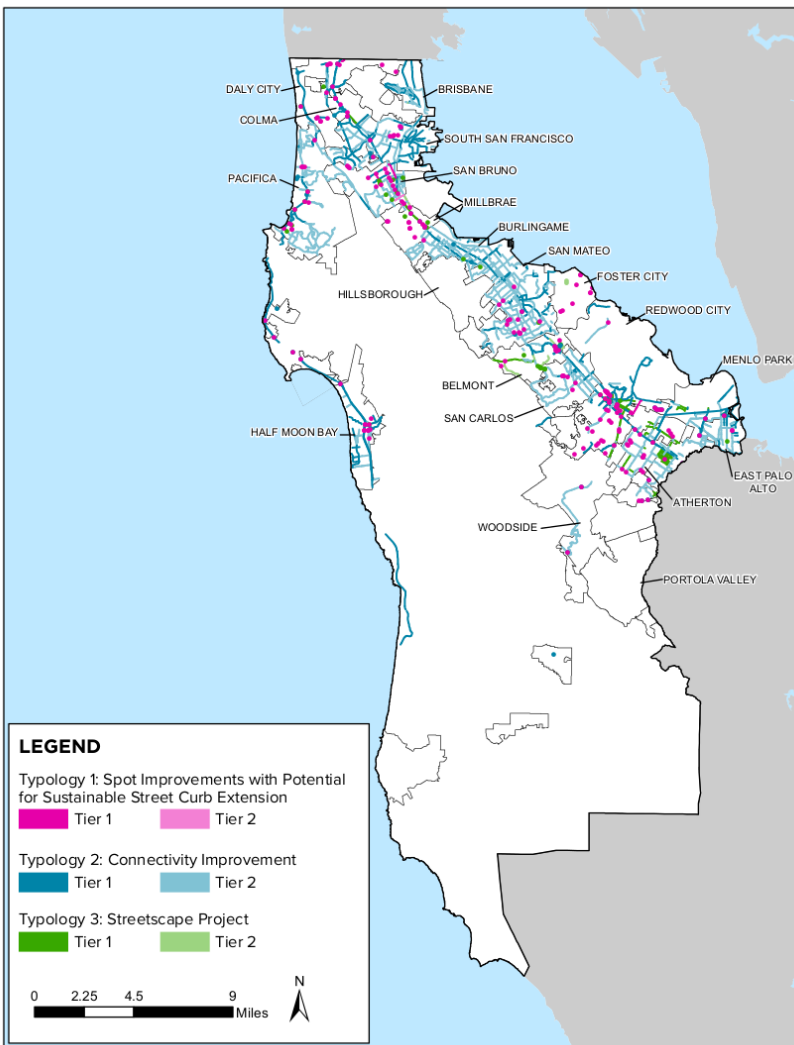 DALY CITY
BRISBANE
COLMA
SOUTH SAN FRANCISCO
SAN BRUNO
PACIFICA
MILLBRAE
BURLINGAME
SAN MATEO
FOSTER CITY
HILLSBOROUGH
REDWOOD CITY
MENLO PARK
BELMONT
SAN CARLOS
HALF MOON BAY
EAST PALO
ALTO
ATHERTON
WOODSIDE
PORTOLA VALLEY
LEGEND
Typology 1: Spot Improvements with Potential
for Sustainable Street Curb Extension
Tier 1 Tier 2
Typology 2: Connectivity Improvement
Tier 1 Tier 2
Typology 3: Streetscape Project
Tier 1 Tier 2
N
0 2.25 4.5 9
Miles